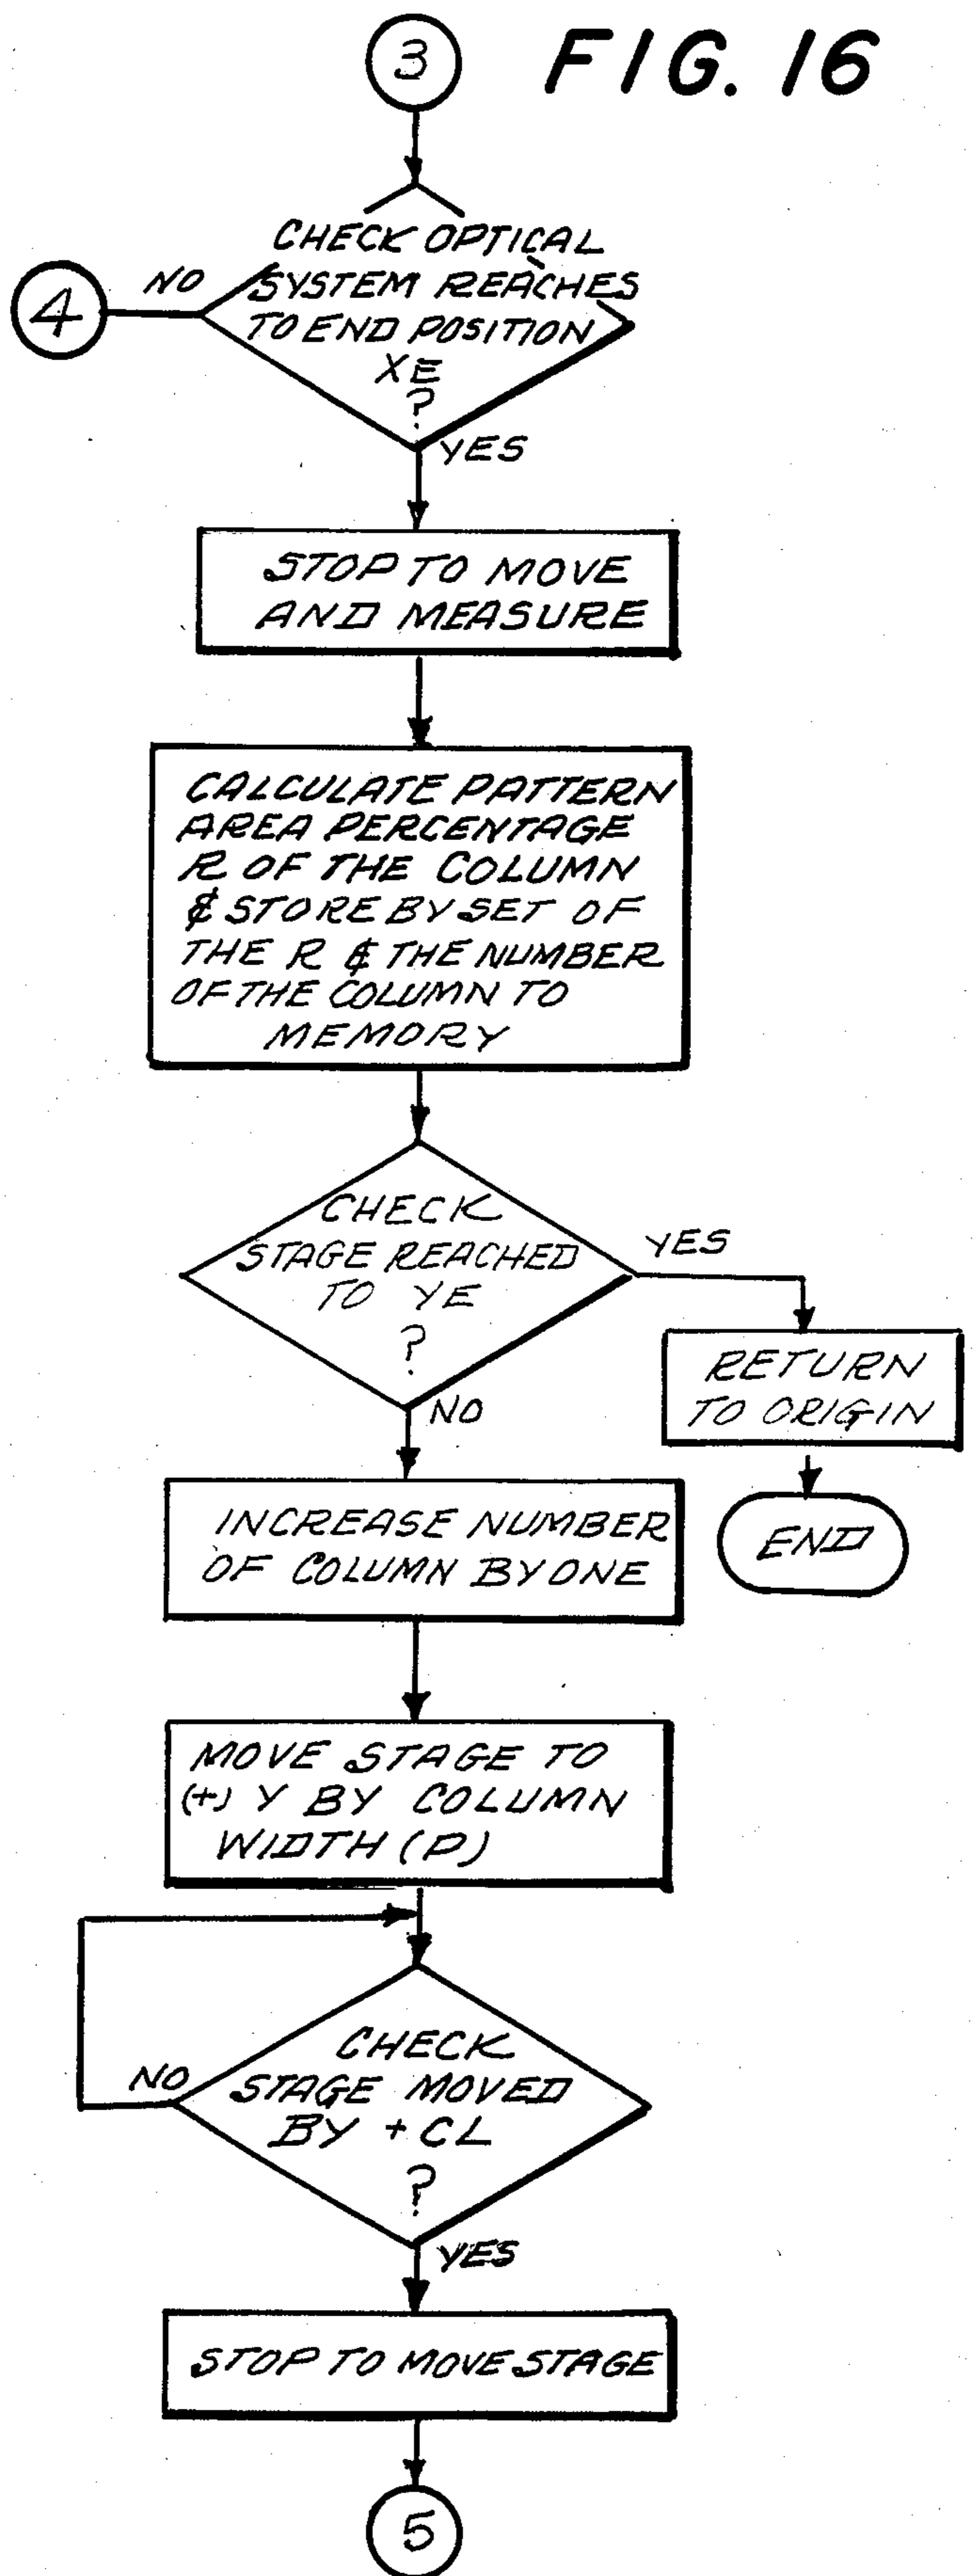 3
FIG. 16
CHECK OPTICAL
SYSTEM REACHES
TO END POSITION
XE
?
NO
4
YES
STOP TO MOVE
AND MEASURE
CALCULATE PATTERN
AREA PERCENTAGE
R OF THE COLUMN
& STORE BY SET OF
THE R & THE NUMBER
OF THE COLUMN TO
MEMORY
CHECK
STAGE REACHED
TO YE
?
YES
RETURN
TO ORIGIN
END
NO
INCREASE NUMBER
OF COLUMN BY ONE
MOVE STAGE TO
(+) Y BY COLUMN
WIDTH (P)
CHECK
STAGE MOVED
BY + CL
?
NO
YES
STOP TO MOVE STAGE
5